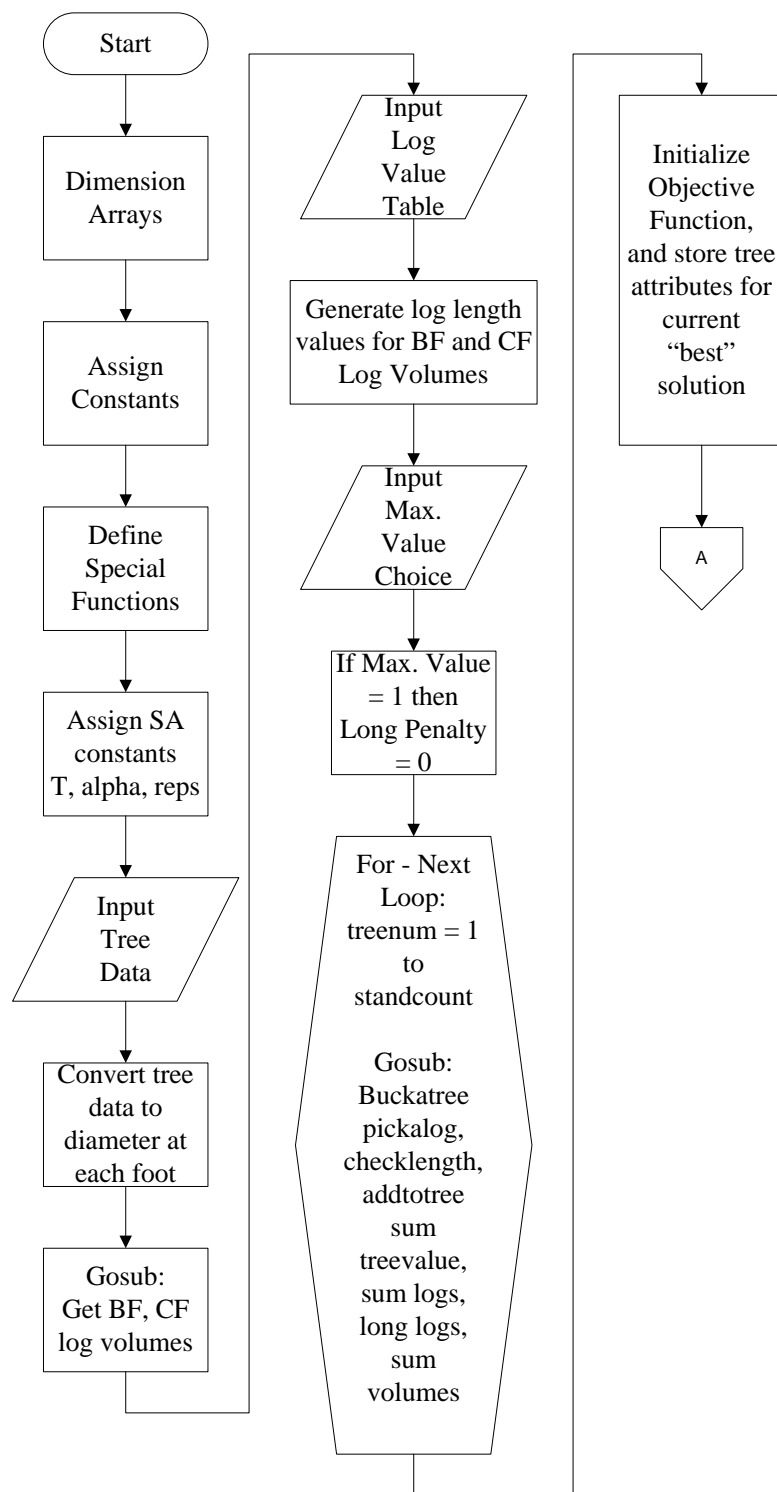 Start
Dimension
Arrays
Assign
Constants
Define
Special
Functions
Assign SA
constants
T, alpha, reps
Input
Tree
Data
Convert tree
data to
diameter at
each foot
Gosub:
Get BF, CF
log volumes
Input
Log
Value
Table
Generate log length
values for BF and CF
Log Volumes
Input
Max.
Value
Choice
If Max. Value
= 1 then
Long Penalty
= 0
For - Next
Loop:
treenum = 1
to
standcount
Gosub:
Buckatree
pickalog,
checklength,
addtotree
sum
treevalue,
sum logs,
long logs,
sum
volumes
Initialize
Objective
Function,
and store tree
attributes for
current
“best”
solution
A